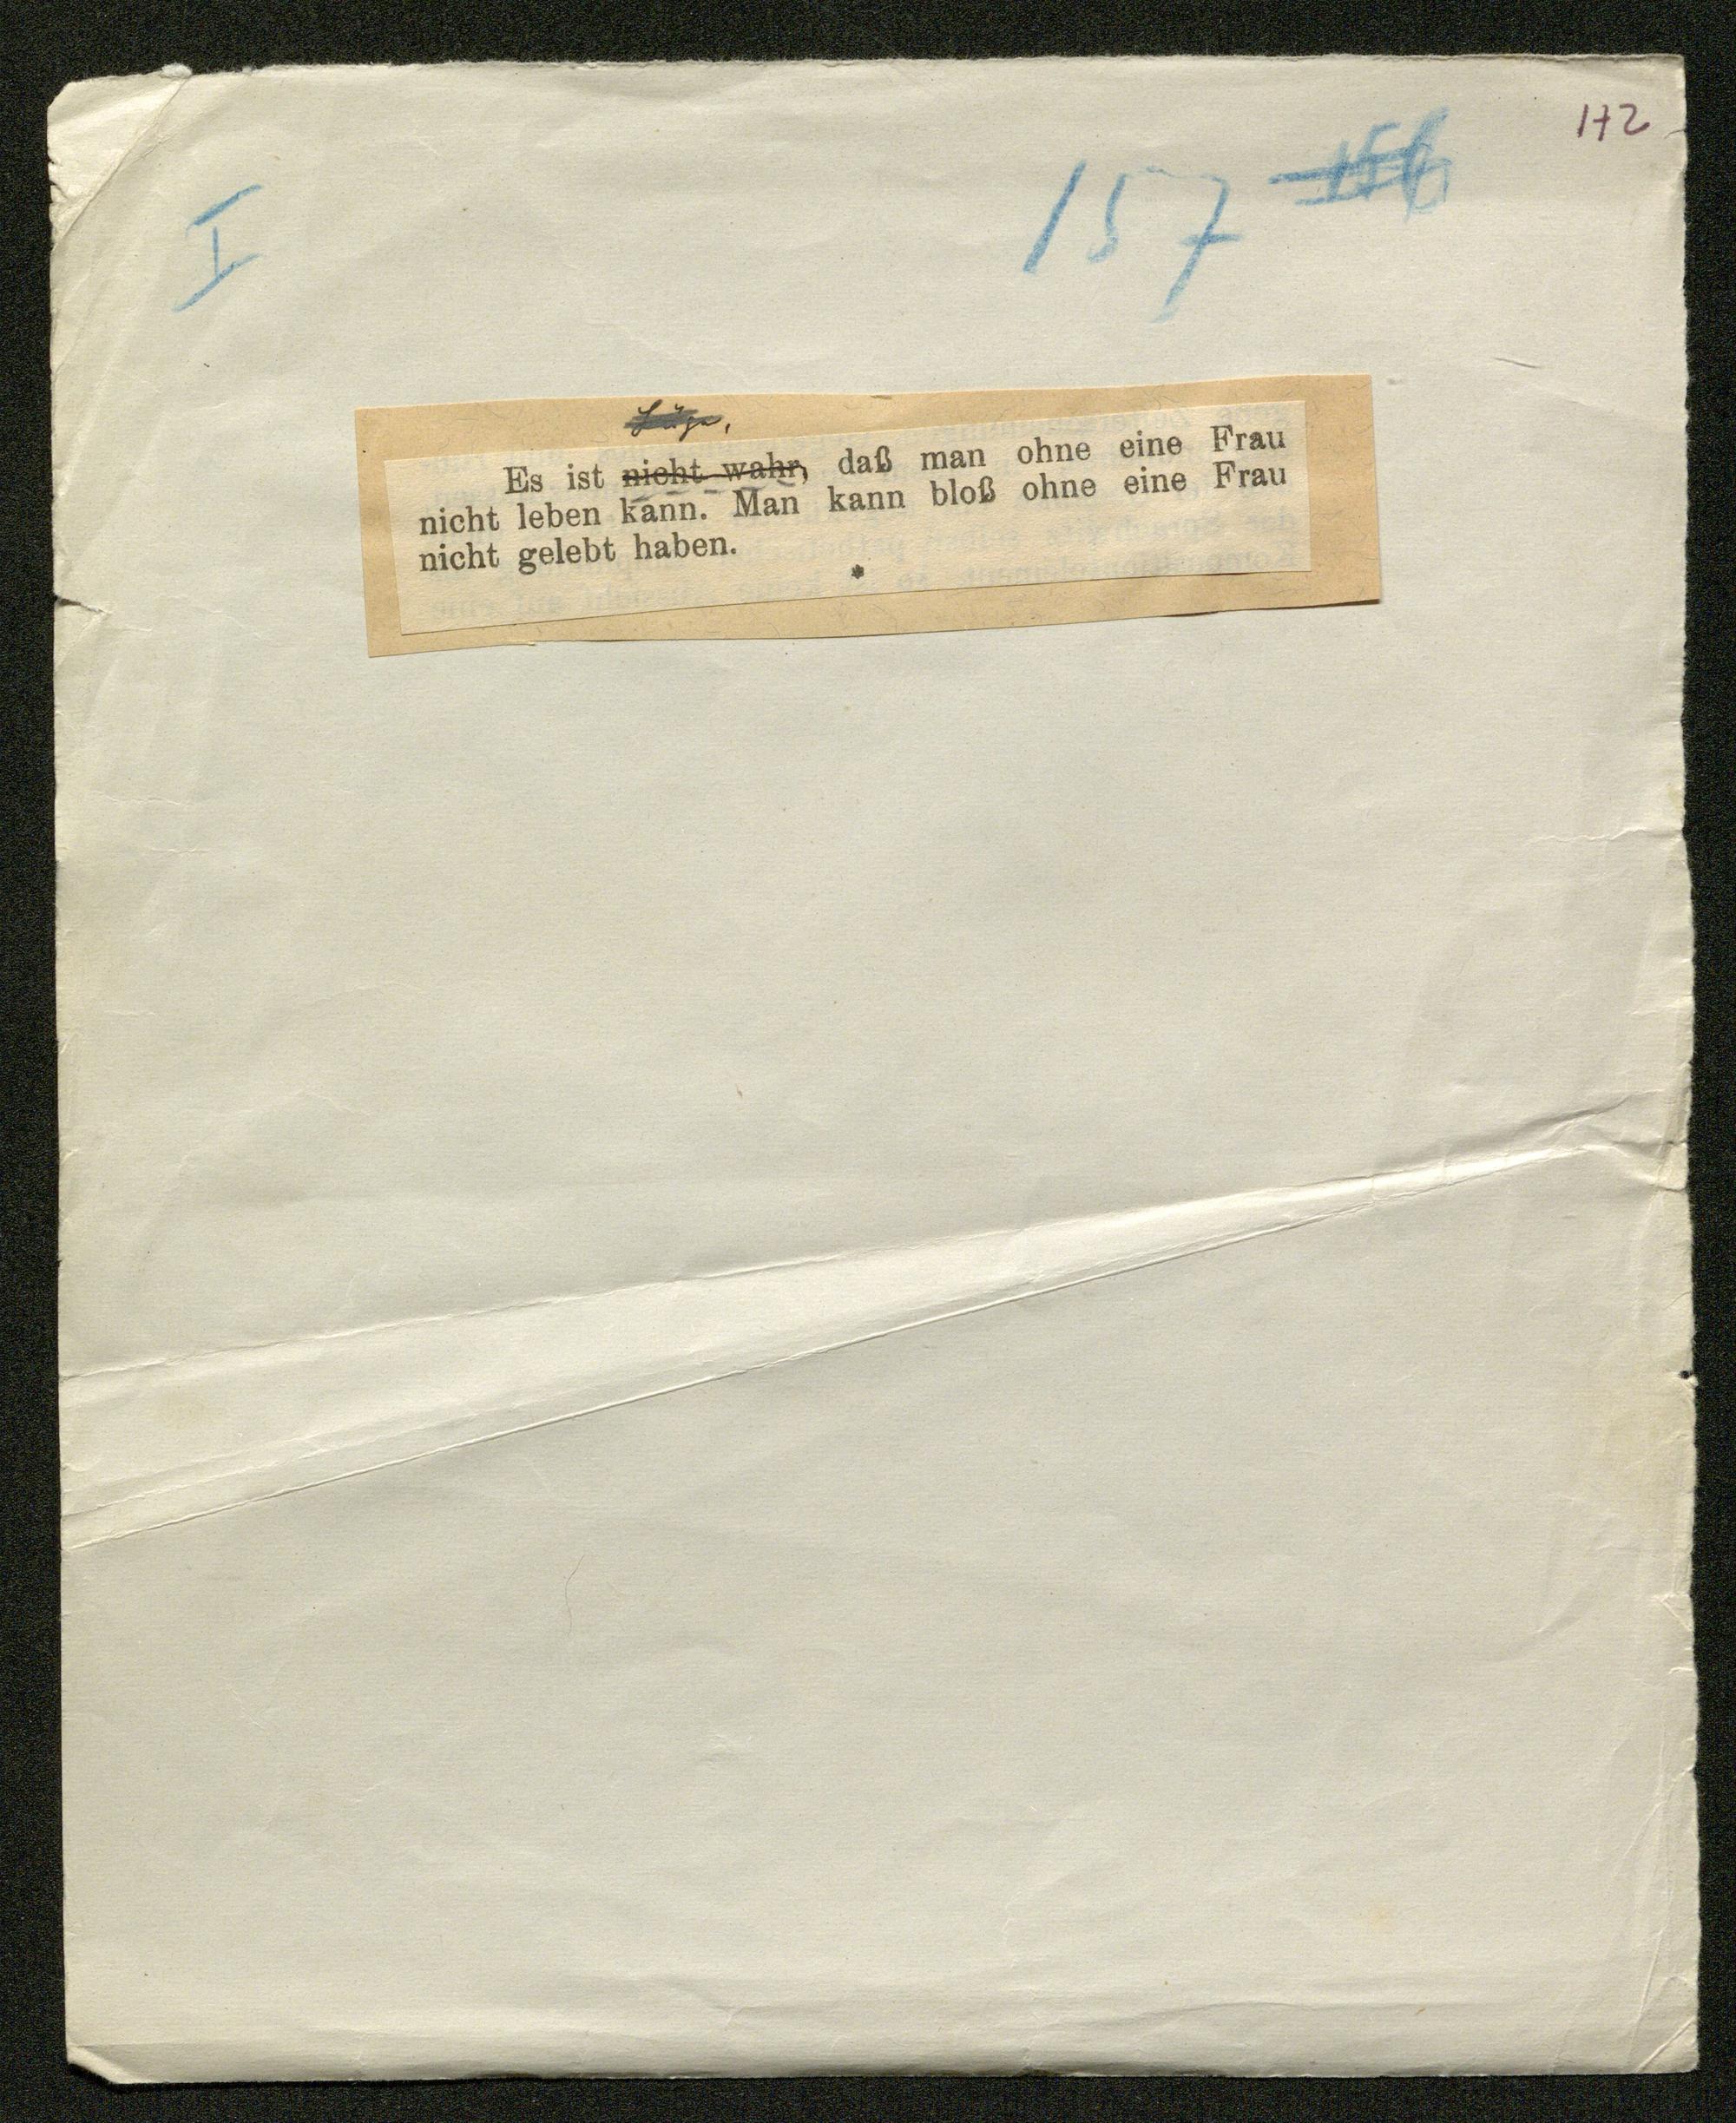 172
I 157 156
Lüge,
Es ist nicht wahr, daß man ohne eine Frau
nicht leben kann. Man kann bloß ohne eine Frau
nicht gelebt haben.
*